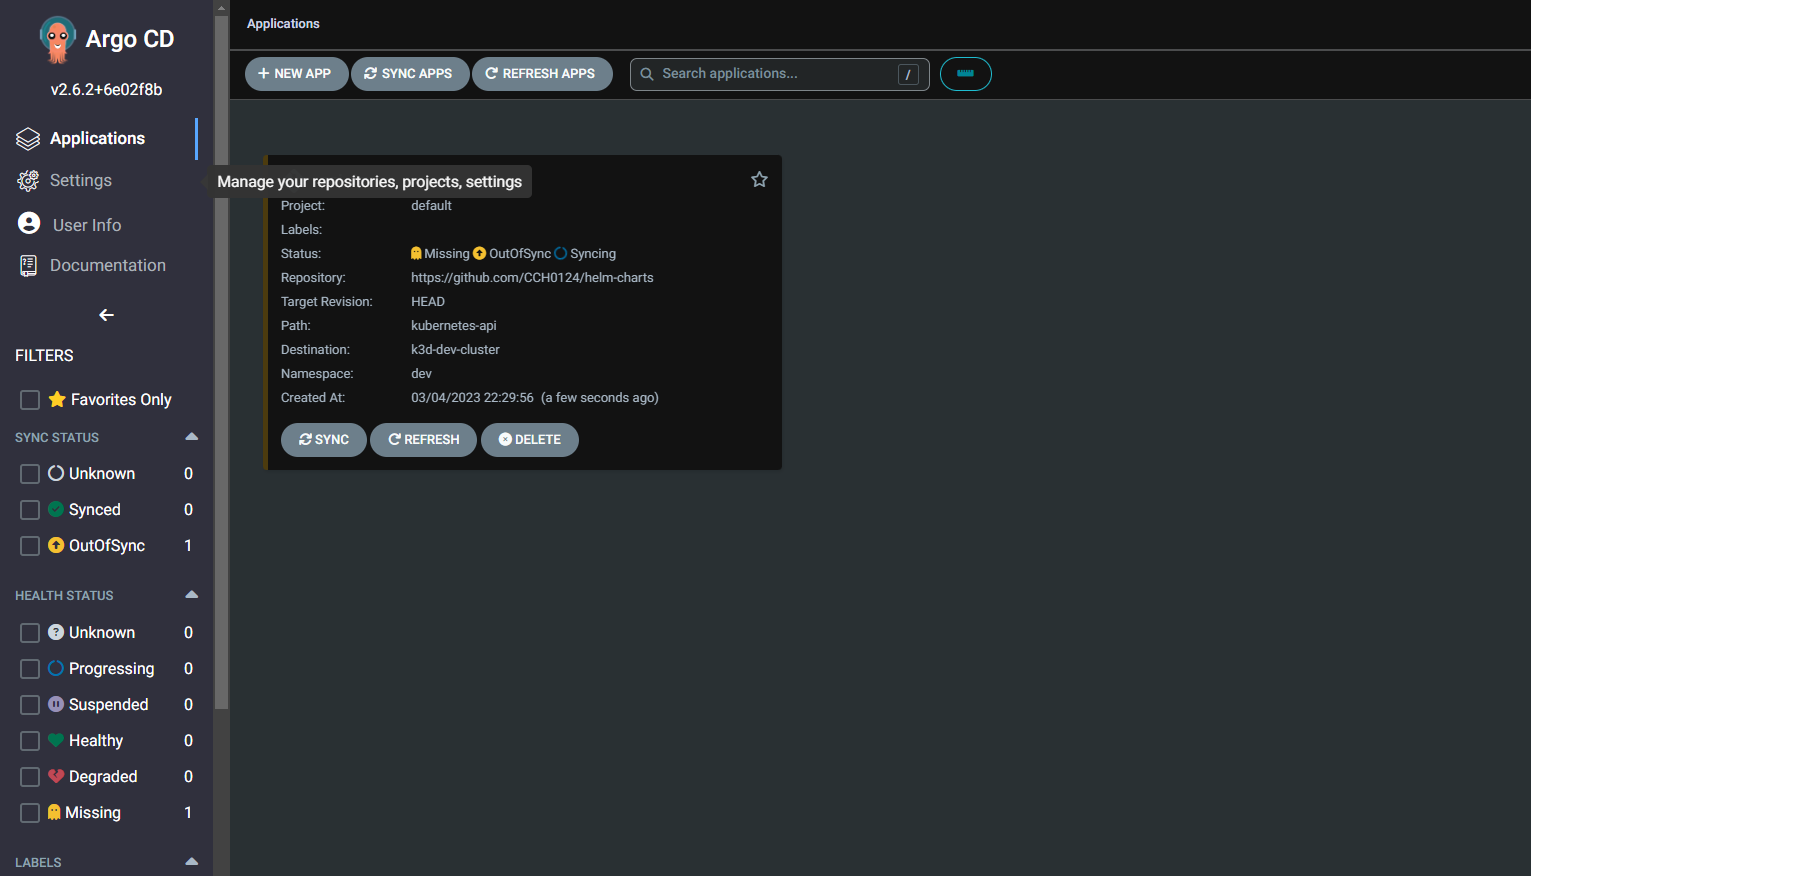 Argo CD
v2.6.2+6e02f8b
Applications
Settings
User Info
Documentation
FILTERS
Favorites Only
SYNC STATUS
Unknown 0
Synced 0
OutOfSync 1
HEALTH STATUS
Unknown 0
Progressing 0
Suspended 0
Healthy 0
Degraded 0
Missing 1
LABELS
Applications
NEW APP SYNC APPS REFRESH APPS Search applications... /
Manage your repositories, projects, settings
Project: default
Labels:
Status: Missing OutOfSync Syncing
Repository: https://github.com/CCH0124/helm-charts
Target Revision: HEAD
Path: kubernetes-api
Destination: k3d-dev-cluster
Namespace: dev
Created At: 03/04/2023 22:29:56 (a few seconds ago)
SYNC REFRESH DELETE